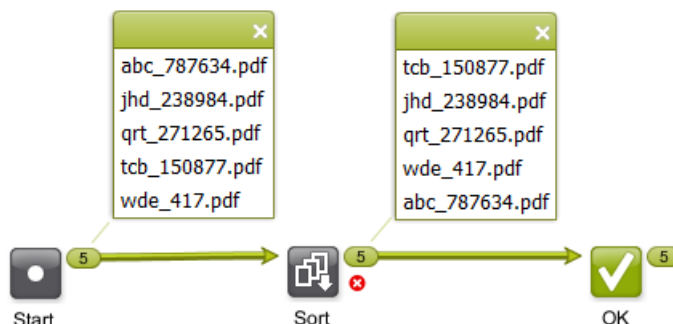 abc_787634.pdf
jhd_238984.pdf
qrt_271265.pdf
tcb_150877.pdf
wde_417.pdf
tcb_150877.pdf
jhd_238984.pdf
qrt_271265.pdf
wde_417.pdf
abc_787634.pdf
5
5
5
Start
Sort
OK